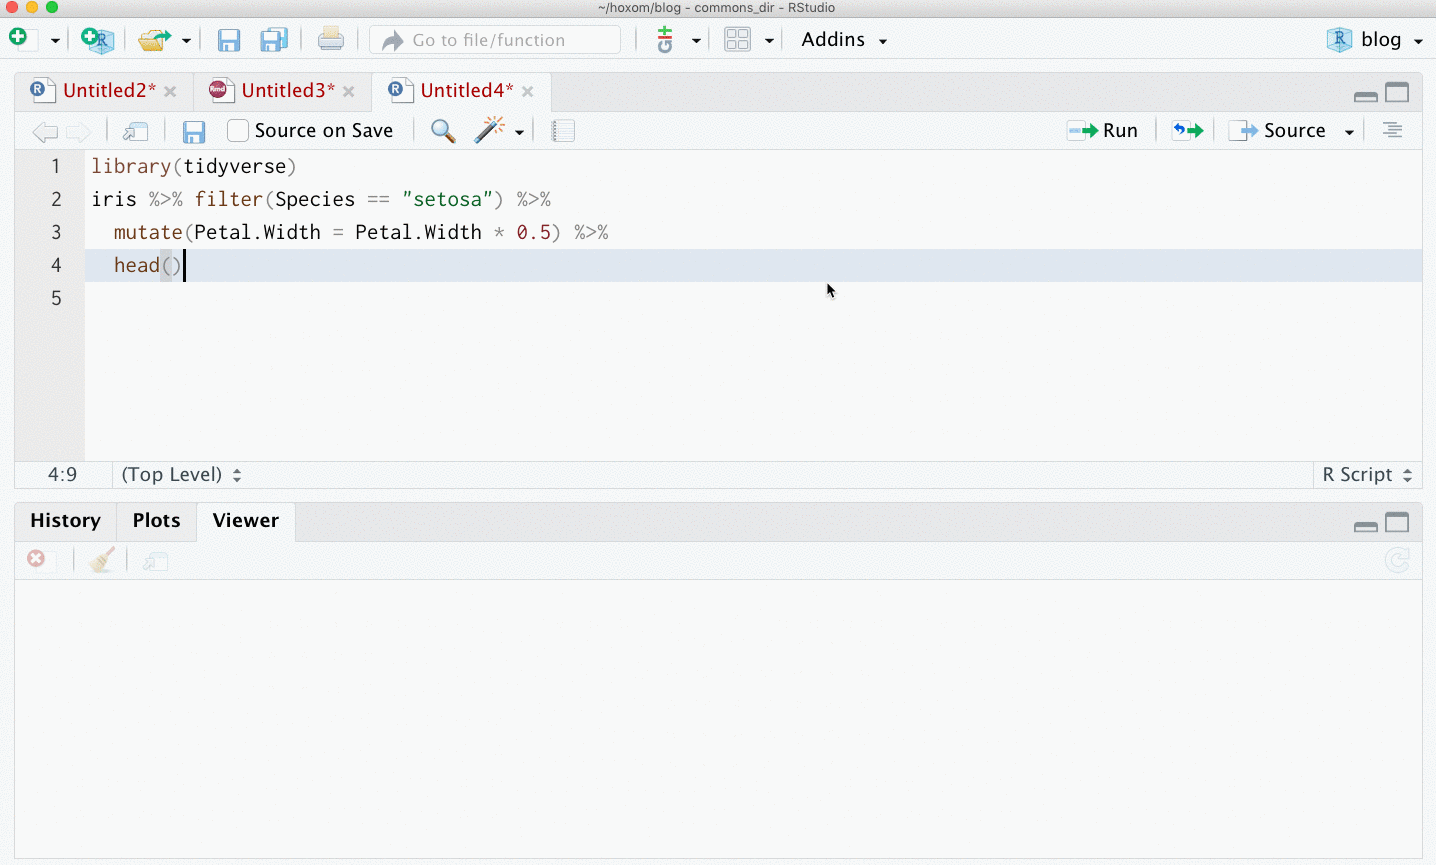 ~/hoxom/blog - commons_dir - RStudio
Go to file/function
git
Addins
R blog
R Untitled2* Rmd Untitled3* R Untitled4*
Source on Save
Run
Source
1 library(tidyverse)
2 iris %>% filter(Species == "setosa") %>%
3 mutate(Petal.Width = Petal.Width * 0.5) %>%
4 head()
5
4:9 (Top Level) R Script
History Plots Viewer